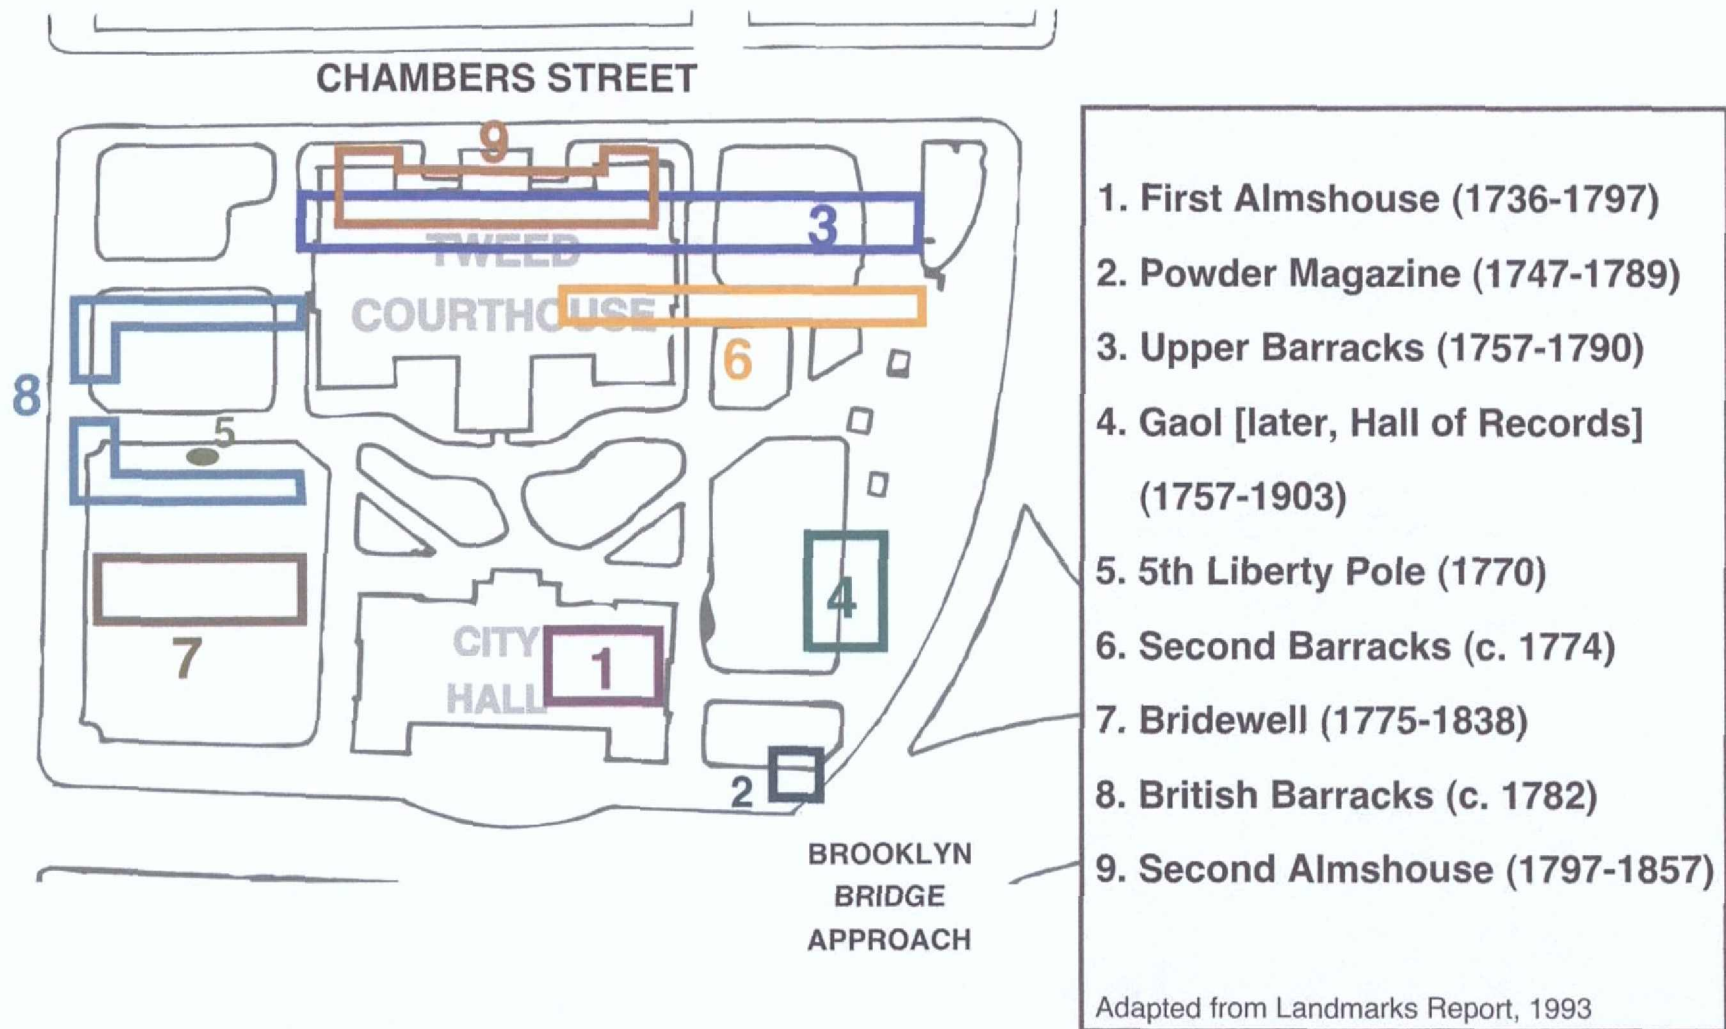 CHAMBERS STREET
9
3
TWEED
COURTHOUSE
6
8
5
4
7
CITY
1
HALL
2
BROOKLYN
BRIDGE
APPROACH
1. First Almshouse (1736-1797)
2. Powder Magazine (1747-1789)
3. Upper Barracks (1757-1790)
4. Gaol [later, Hall of Records]
(1757-1903)
5. 5th Liberty Pole (1770)
6. Second Barracks (c. 1774)
7. Bridewell (1775-1838)
8. British Barracks (c. 1782)
9. Second Almshouse (1797-1857)
Adapted from Landmarks Report, 1993